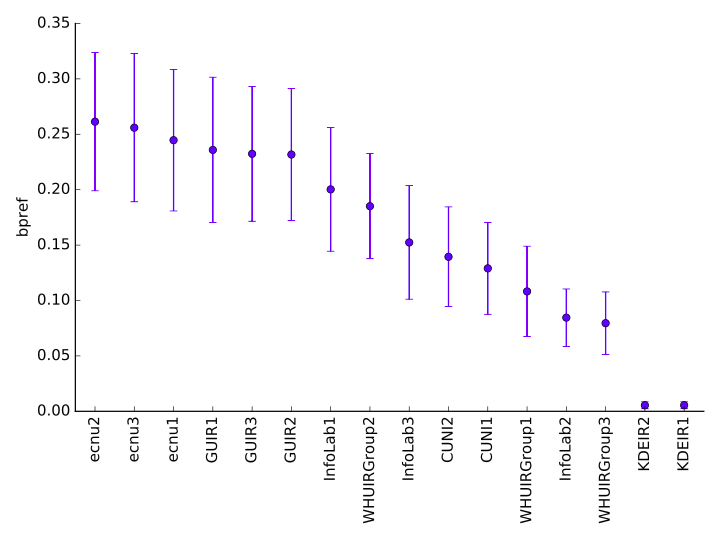 0.35
0.30
0.25
0.20
0.15
0.10
0.05
0.00
bpref
ecnu2
ecnu3
ecnu1
GUIR1
GUIR3
GUIR2
InfoLab1
WHUIRGroup2
InfoLab3
CUNI2
CUNI1
WHUIRGroup1
InfoLab2
WHUIRGroup3
KDEIR2
KDEIR1